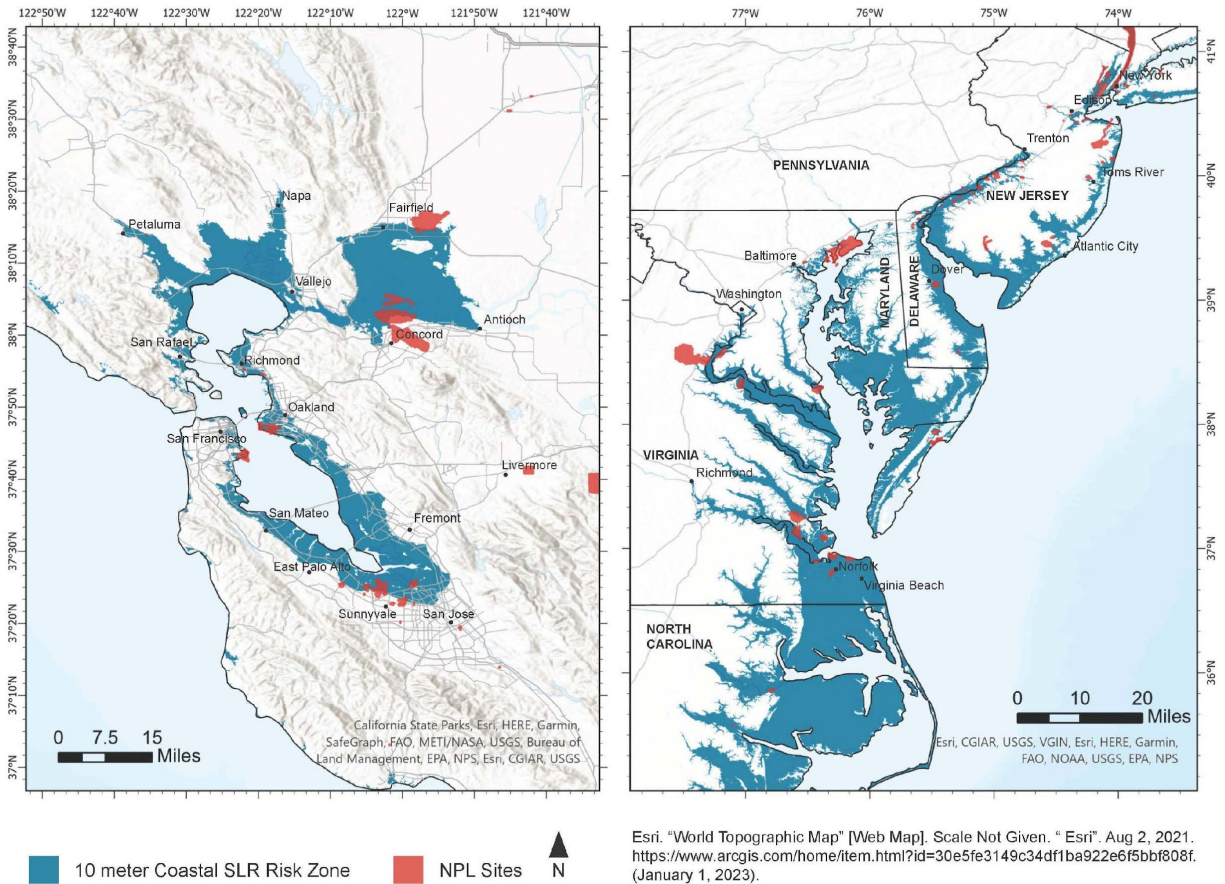 122°50'W 122°40'W 122°30'W 122°20'W 122°10'W 122°0'W 121°50'W 121°40'W
38°40'N
38°30'N
38°20'N
38°10'N
38°0'N
37°50'N
37°40'N
37°30'N
37°20'N
37°10'N
37°0'N
Napa
Petaluma
Fairfield
Vallejo
Antioch
Concord
San Rafael
Richmond
Oakland
San Francisco
Livermore
San Mateo
Fremont
East Palo Alto
Sunnyvale
San Jose
California State Parks, Esri, HERE, Garmin,
SafeGraph, FAO, METI/NASA, USGS, Bureau of
Land Management, EPA, NPS, Esri, CGIAR, USGS
0 7.5 15
Miles
77°W 76°W 75°W 74°W
41°N
40°N
39°N
38°N
37°N
36°N
New York
Edison
Trenton
PENNSYLVANIA
Toms River
NEW JERSEY
Atlantic City
Baltimore
MARYLAND
DELAWARE
Dover
Washington
VIRGINIA
Richmond
Norfolk
Virginia Beach
NORTH
CAROLINA
0 10 20
Miles
Esri, CGIAR, USGS, VGIN, Esri, HERE, Garmin,
FAO, NOAA, USGS, EPA, NPS
10 meter Coastal SLR Risk Zone
NPL Sites
N
Esri. "World Topographic Map" [Web Map]. Scale Not Given. " Esri". Aug 2, 2021.
https://www.arcgis.com/home/item.html?id=30e5fe3149c34df1ba922e6f5bbf808f.
(January 1, 2023).